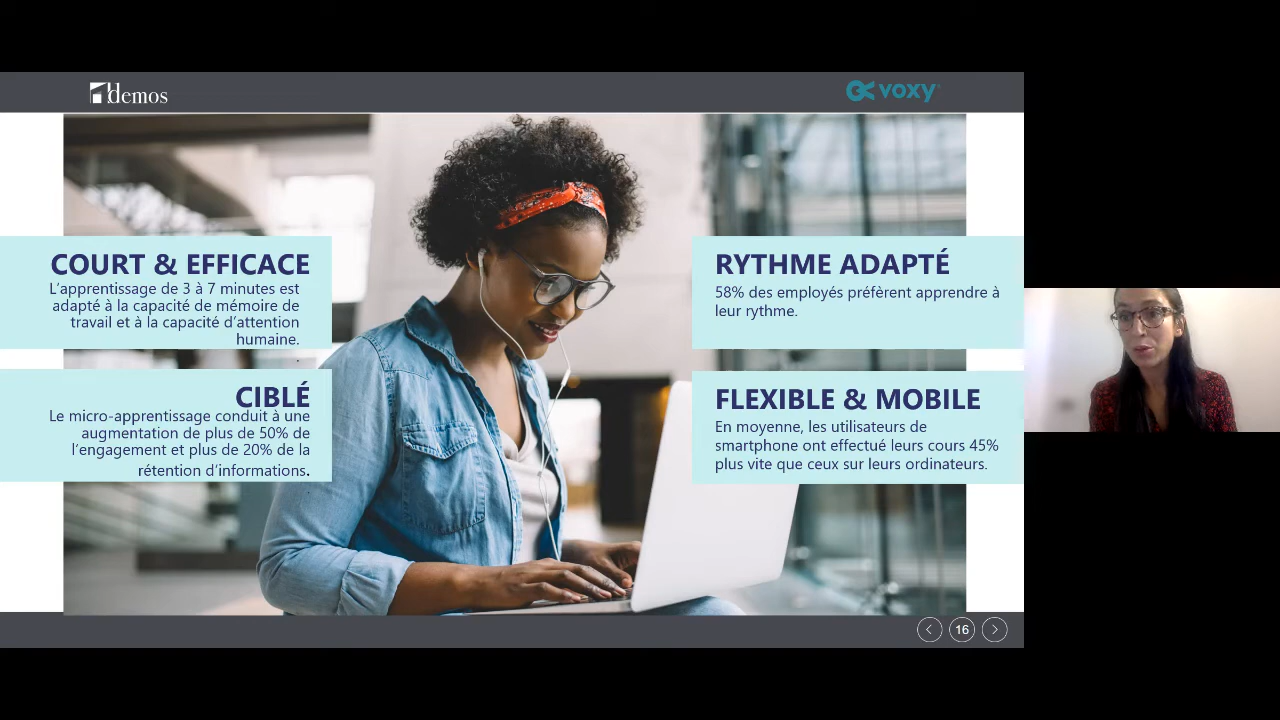 demos
voxy
COURT & EFFICACE
L’apprentissage de 3 à 7 minutes est
adapté à la capacité de mémoire de
travail et à la capacité d’attention
humaine.
CIBLÉ
Le micro-apprentissage conduit à une
augmentation de plus de 50% de
l’engagement et plus de 20% de la
rétention d’informations.
RYTHME ADAPTÉ
58% des employés préfèrent apprendre à
leur rythme.
FLEXIBLE & MOBILE
En moyenne, les utilisateurs de
smartphone ont effectué leurs cours 45%
plus vite que ceux sur leurs ordinateurs.
16